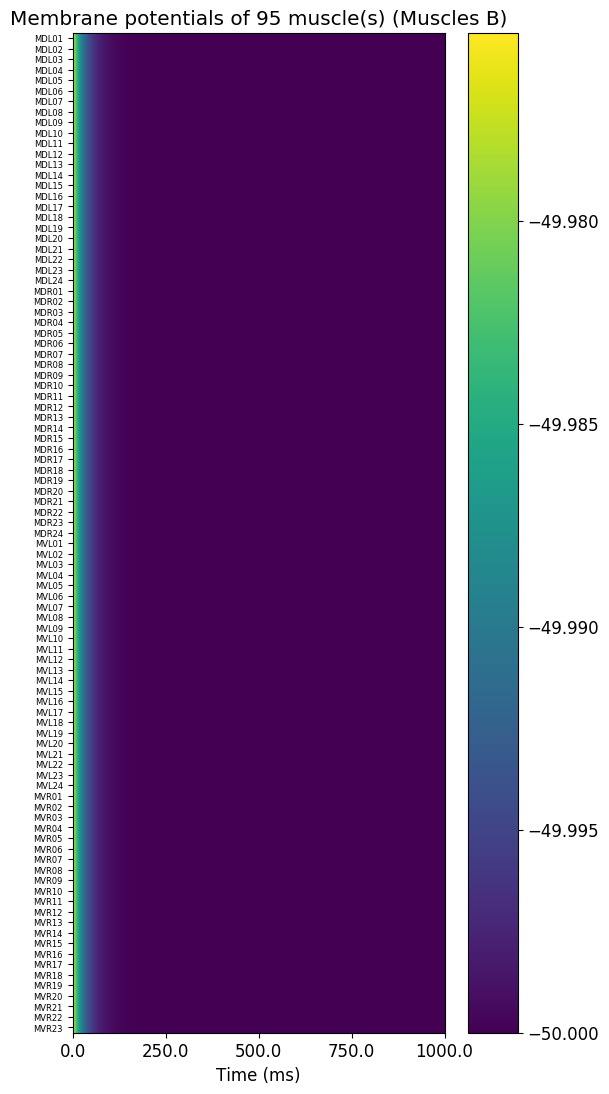 Membrane potentials of 95 muscle(s) (Muscles B)
MDL01
MDL02
MDL03
MDL04
MDL05
MDL06
MDL07
MDL08
MDL09
MDL10
MDL11
MDL12
MDL13
MDL14
MDL15
MDL16
MDL17
MDL18
MDL19
MDL20
MDL21
MDL22
MDL23
MDL24
MDR01
MDR02
MDR03
MDR04
MDR05
MDR06
MDR07
MDR08
MDR09
MDR10
MDR11
MDR12
MDR13
MDR14
MDR15
MDR16
MDR17
MDR18
MDR19
MDR20
MDR21
MDR22
MDR23
MDR24
MVL01
MVL02
MVL03
MVL04
MVL05
MVL06
MVL07
MVL08
MVL09
MVL10
MVL11
MVL12
MVL13
MVL14
MVL15
MVL16
MVL17
MVL18
MVL19
MVL20
MVL21
MVL22
MVL23
MVL24
MVR01
MVR02
MVR03
MVR04
MVR05
MVR06
MVR07
MVR08
MVR09
MVR10
MVR11
MVR12
MVR13
MVR14
MVR15
MVR16
MVR17
MVR18
MVR19
MVR20
MVR21
MVR22
MVR23
0.0 250.0 500.0 750.0 1000.0
Time (ms)
−49.980
−49.985
−49.990
−49.995
−50.000